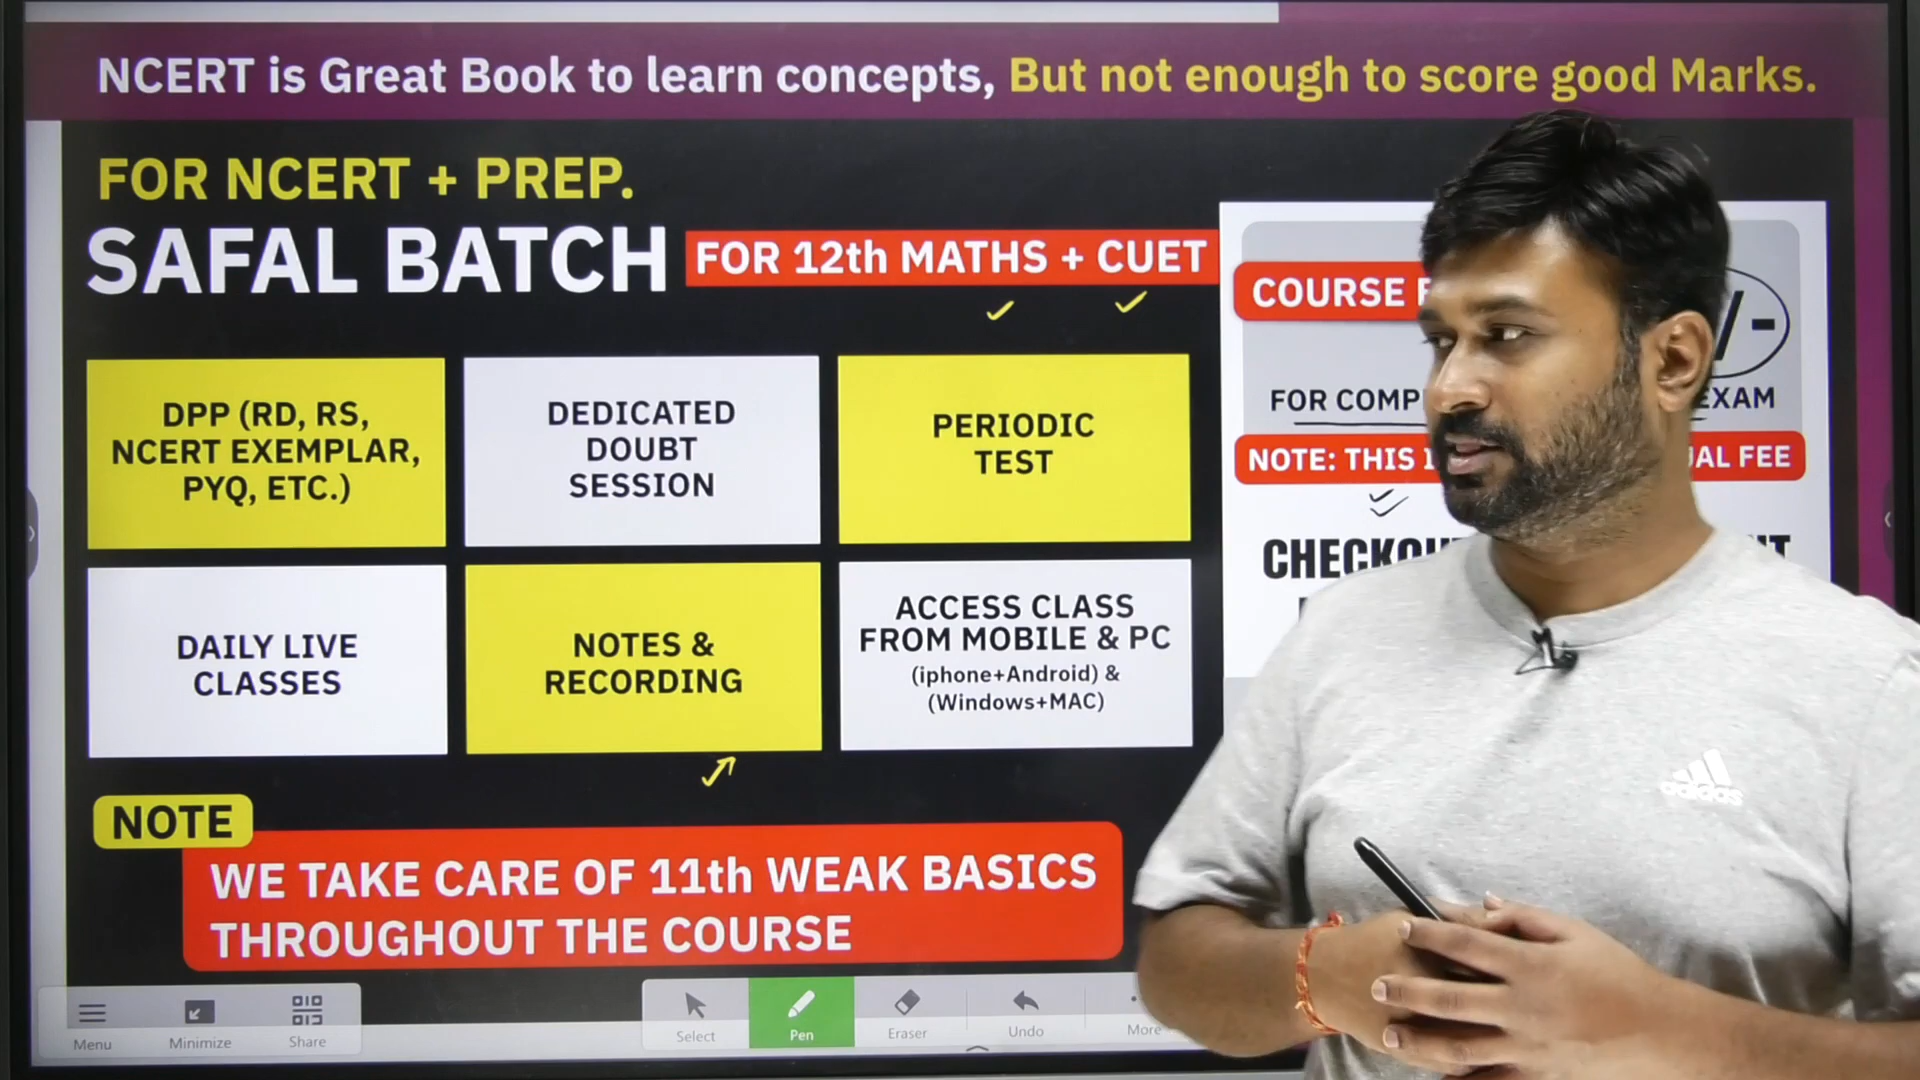 NCERT is Great Book to learn concepts, But not enough to score good Marks.
FOR NCERT + PREP.
SAFAL BATCH
FOR 12th MATHS + CUET
DPP (RD, RS,
NCERT EXEMPLAR,
PYQ, ETC.)
DEDICATED
DOUBT
SESSION
PERIODIC
TEST
DAILY LIVE
CLASSES
NOTES &
RECORDING
ACCESS CLASS
FROM MOBILE & PC
(iphone+Android) &
(Windows+MAC)
NOTE
WE TAKE CARE OF 11th WEAK BASICS
THROUGHOUT THE COURSE
COURSE
/-
FOR EXAM
NOTE: THIS FEE
adidas
Menu
Minimize
Share
Select
Pen
Eraser
Undo
More